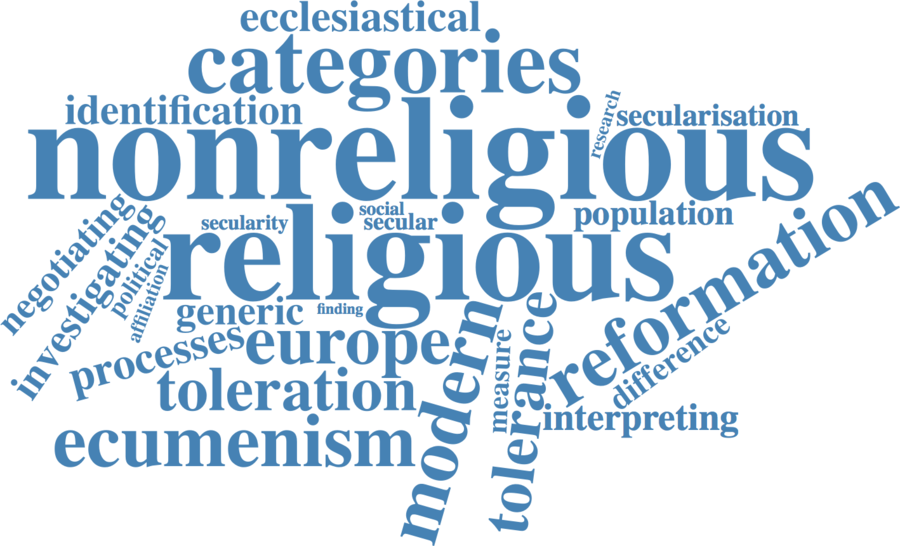 ecclesiastical
categories
identification
research
secularisation
nonreligious
negotiating
investigating
political
affiliation
secularity
social
secular
population
religious
reformation
generic
finding
processes
europe
modern
measure
tolerance
difference
toleration
interpreting
ecumenism